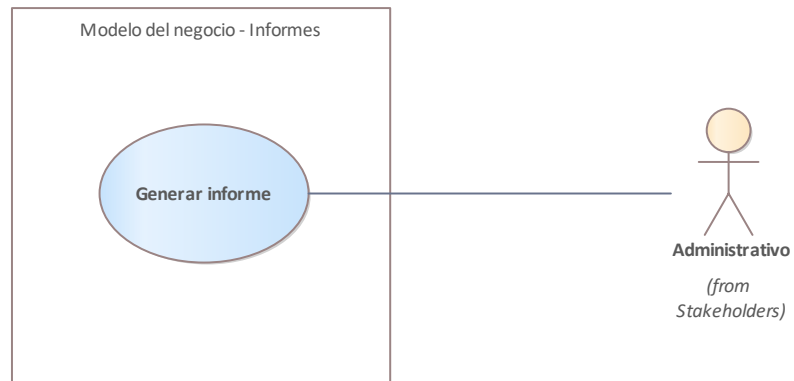 Modelo del negocio - Informes
Generar informe
Administrativo
(from
Stakeholders)